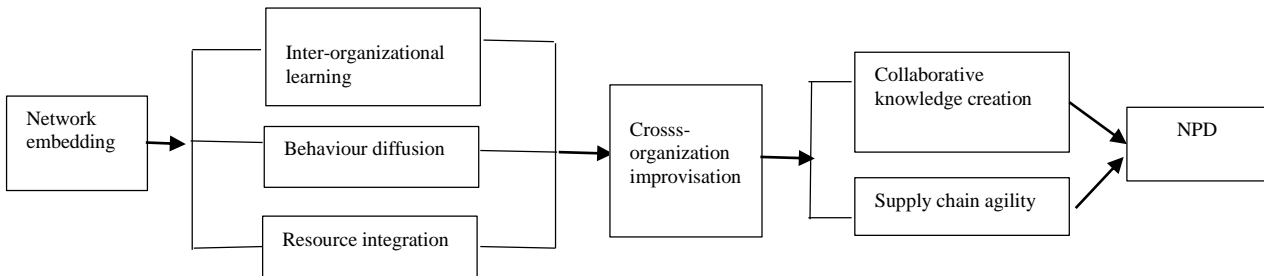 Network
embedding
Inter-organizational
learning
Behaviour diffusion
Resource integration
Crosss-
organization
improvisation
Collaborative
knowledge creation
Supply chain agility
NPD